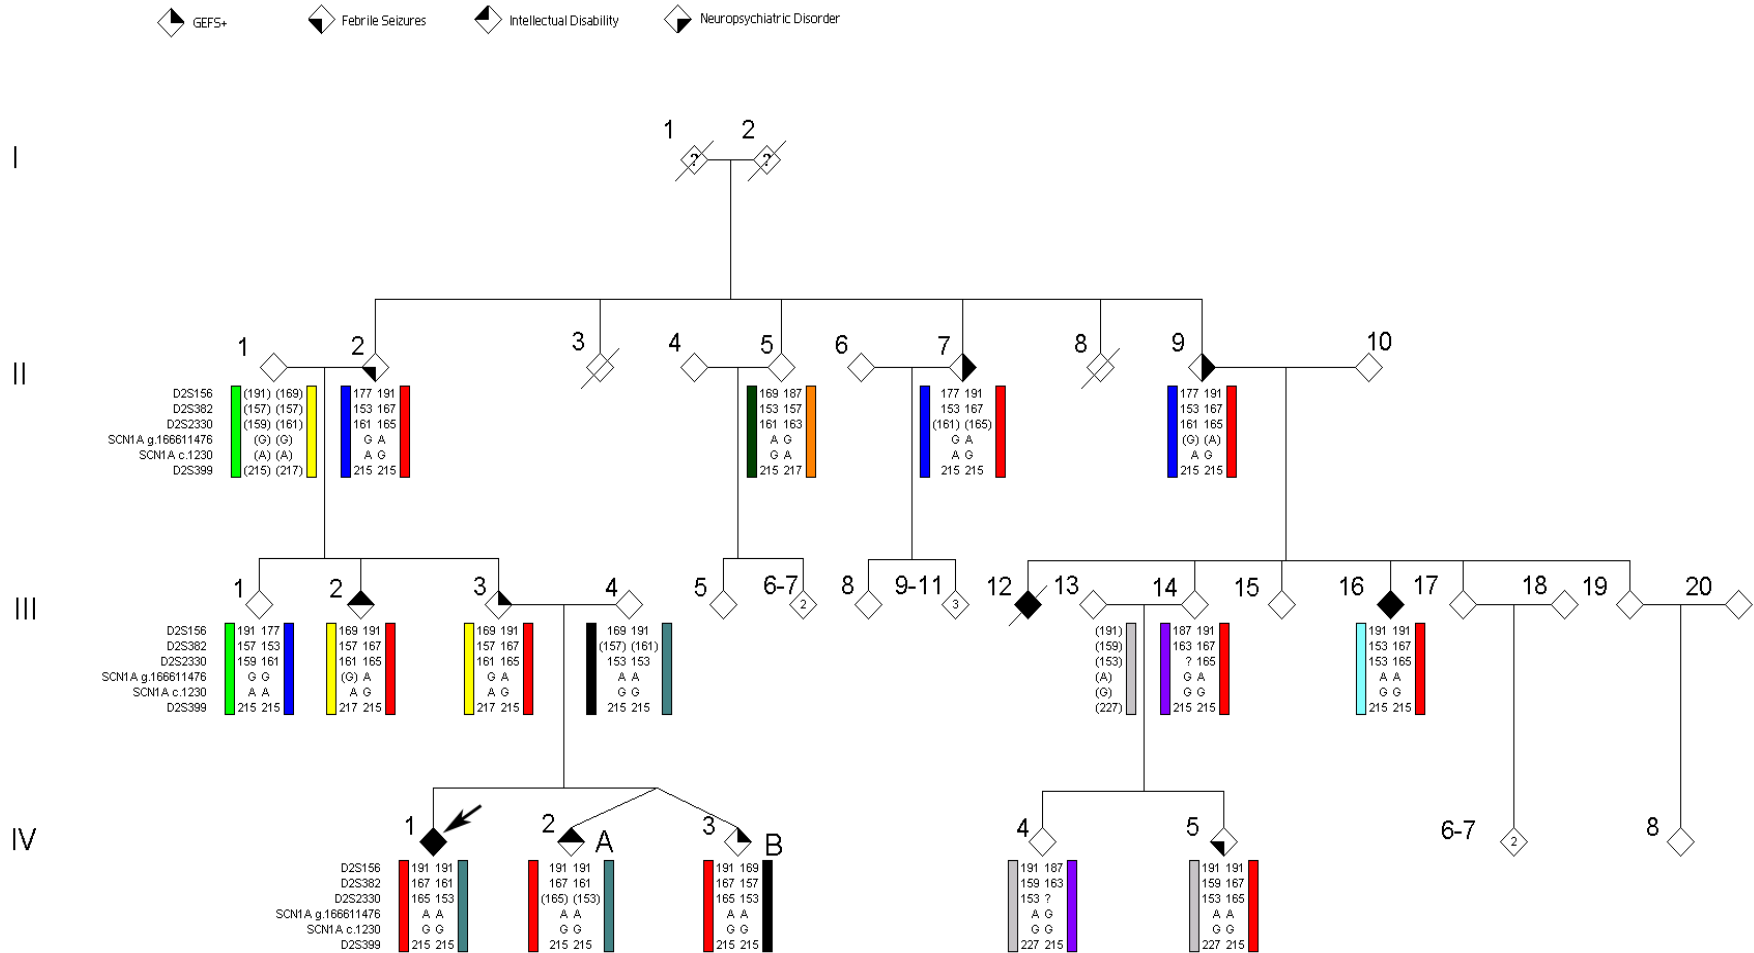 GEFS+ Febrile Seizures Intellectual Disability Neuropsychiatric Disorder
1 2
I ? ?
1 2 3 4 5 6 7 8 9 10
II
D2S156 (191) (169) 177 191 169 187 177 191 177 191
D2S382 (157) (157) 153 167 153 157 153 167 153 167
D2S2330 (159) (161) 161 165 161 163 (161) (165) 161 165
SCN1A g.166611476 (G) (G) G A A G G A (G) (A)
SCN1A c.1230 (A) (A) A G G A A G A G
D2S399 (215) (217) 215 215 215 217 215 215 215 215
1 2 3 4 5 6-7 8 9-11 12 13 14 15 16 17 18 19 20
III 2 3
D2S156 191 177 169 191 169 191 169 191 (191) 187 191 191 191
D2S382 157 153 157 167 157 167 (157) (161) (159) 163 167 153 167
D2S2330 159 161 161 165 161 165 153 153 (153) ? 165 153 165
SCN1A g.166611476 G G (G) A G A A A (A) G A A A
SCN1A c.1230 A A A G A G G G (G) G G G G
D2S399 215 215 217 215 217 215 215 215 (227) 215 215 215 215
1 2 A 3 B 4 5 6-7 2 8
IV
D2S156 191 191 191 191 191 169 191 187 191 191
D2S382 167 161 167 161 167 157 159 163 159 167
D2S2330 165 153 (165) (153) 165 153 153 ? 153 165
SCN1A g.166611476 A A A A A A A G A A
SCN1A c.1230 G G G G G G G G G G
D2S399 215 215 215 215 215 215 227 215 227 215